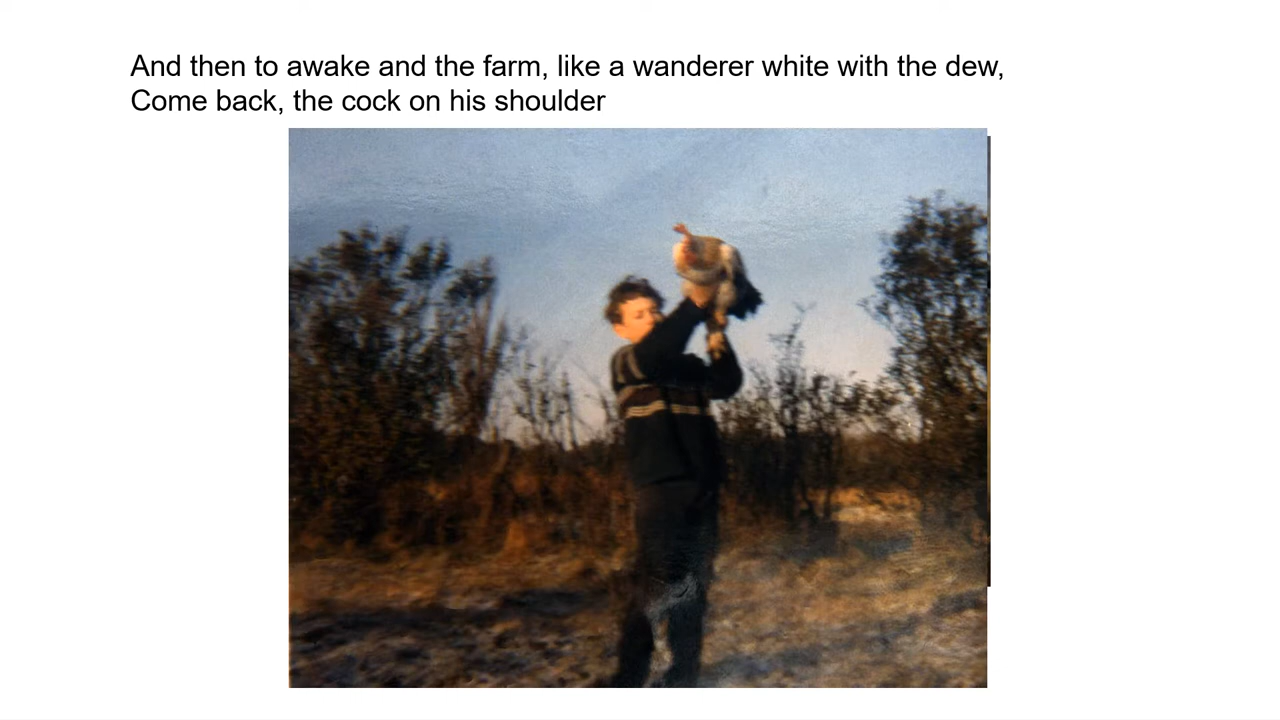 And then to awake and the farm, like a wanderer white with the dew,
Come back, the cock on his shoulder